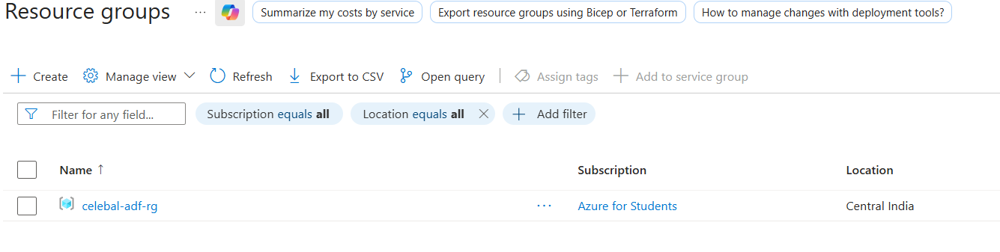 Resource groups ... Summarize my costs by service Export resource groups using Bicep or Terraform How to manage changes with deployment tools?
+ Create Manage view Refresh Export to CSV Open query Assign tags + Add to service group
Filter for any field... Subscription equals all Location equals all + Add filter
Name ↑ Subscription Location
celebal-adf-rg ... Azure for Students Central India